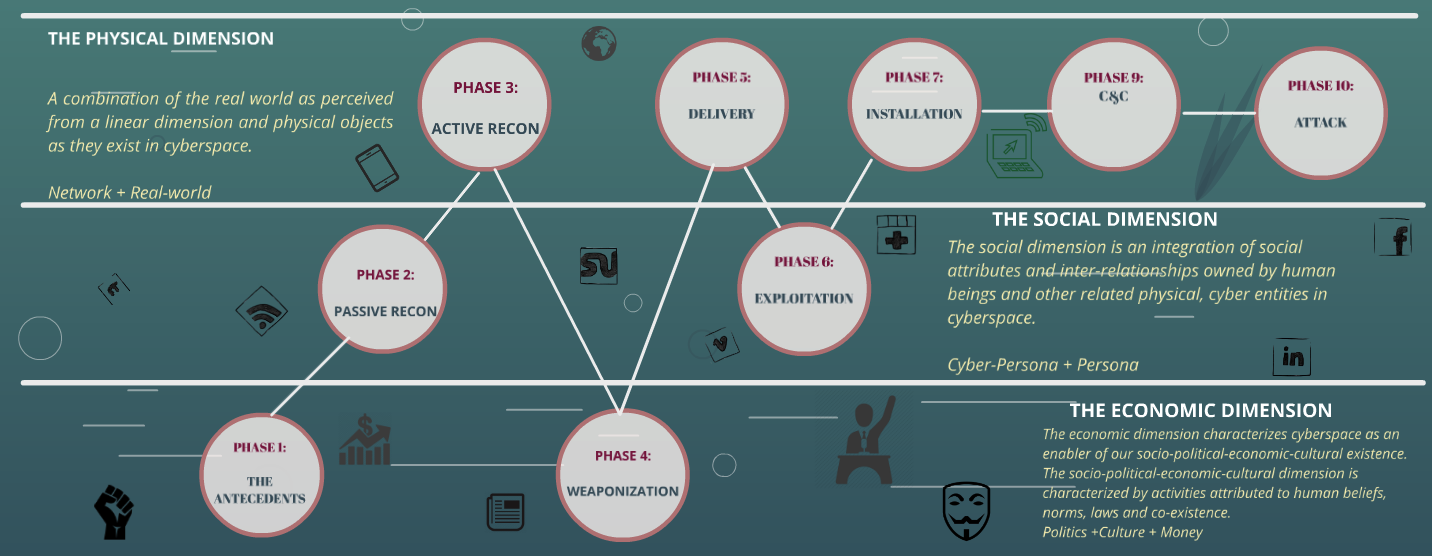 THE PHYSICAL DIMENSION
A combination of the real world as perceived
from a linear dimension and physical objects
as they exist in cyberspace.
Network + Real-world
PHASE 3:
ACTIVE RECON
PHASE 5:
DELIVERY
PHASE 7:
INSTALLATION
PHASE 9:
C&C
PHASE 10:
ATTACK
PHASE 2:
PASSIVE RECON
PHASE 6:
EXPLOITATION
THE SOCIAL DIMENSION
The social dimension is an integration of social
attributes and inter-relationships owned by human
beings and other related physical, cyber entities in
cyberspace.
Cyber-Persona + Persona
in
PHASE 1:
THE
ANTECEDENTS
PHASE 4:
WEAPONIZATION
THE ECONOMIC DIMENSION
The economic dimension characterizes cyberspace as an
enabler of our socio-political-economic-cultural existence.
The socio-political-economic-cultural dimension is
characterized by activities attributed to human beliefs,
norms, laws and co-existence.
Politics +Culture + Money